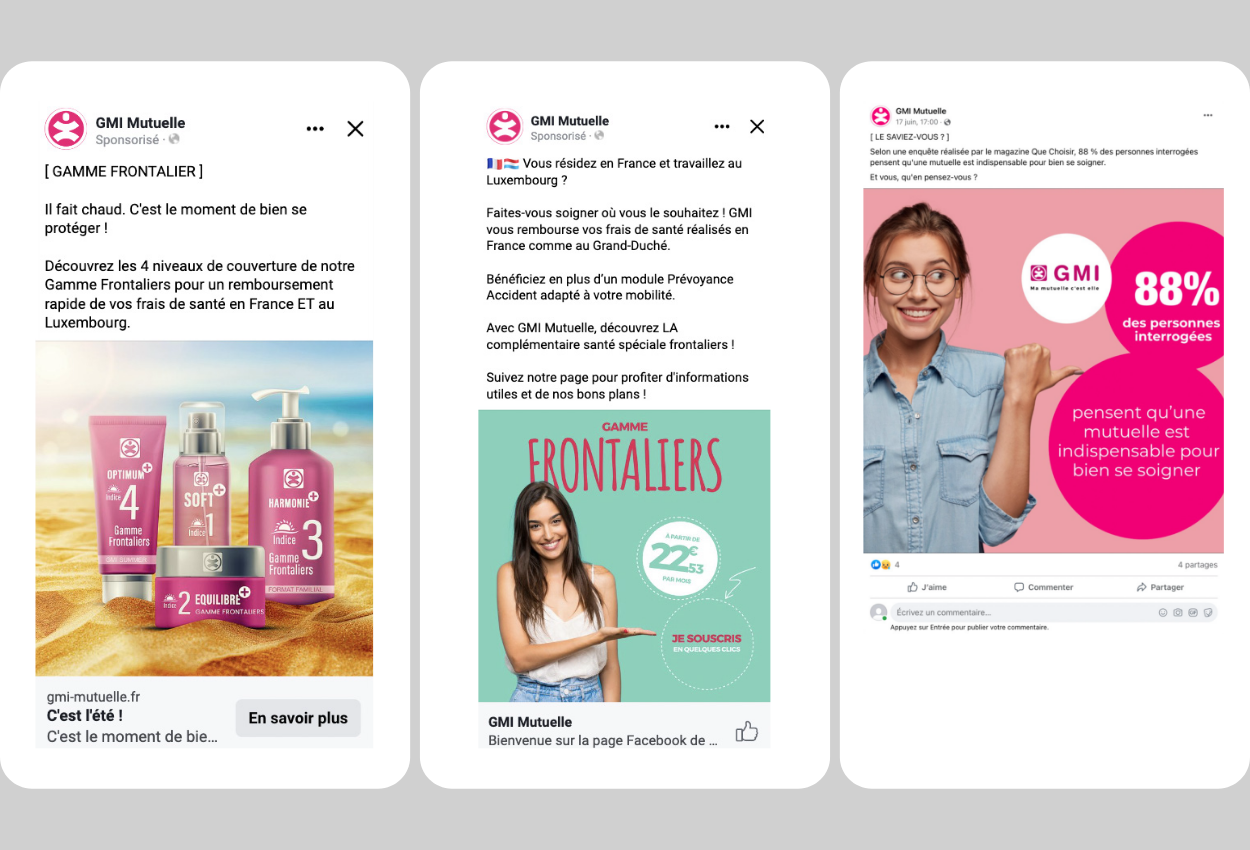 GMI Mutuelle
Sponsorisé ·
[ GAMME FRONTALIER ]
Il fait chaud. C'est le moment de bien se
protéger !
Découvrez les 4 niveaux de couverture de notre
Gamme Frontaliers pour un remboursement
rapide de vos frais de santé en France ET au
Luxembourg.
OPTIMUM+
Indice
4
Gamme
Frontaliers
SOFT+
Indice
1
HARMONIE+
Indice
3
Gamme
Frontaliers
FORMAT FAMILIAL
Indice
2 EQUILIBRE+
GAMME FRONTALIERS
gmi-mutuelle.fr
C'est l'été !
C'est le moment de bie...
En savoir plus
GMI Mutuelle
Sponsorisé ·
🇫🇷🇱🇺 Vous résidez en France et travaillez au
Luxembourg ?
Faites-vous soigner où vous le souhaitez ! GMI
vous rembourse vos frais de santé réalisés en
France comme au Grand-Duché.
Bénéficiez en plus d'un module Prévoyance
Accident adapté à votre mobilité.
Avec GMI Mutuelle, découvrez LA
complémentaire santé spéciale frontaliers !
Suivez notre page pour profiter d'informations
utiles et de nos bons plans !
GAMME
FRONTALIERS
À PARTIR DE
22€53
PAR MOIS
JE SOUSCRIS
EN QUELQUES CLICS
GMI Mutuelle
Bienvenue sur la page Facebook de ...
GMI Mutuelle
17 juin, 17:00 ·
[ LE SAVIEZ-VOUS ? ]
Selon une enquête réalisée par le magazine Que Choisir, 88 % des personnes interrogées
pensent qu'une mutuelle est indispensable pour bien se soigner.
Et vous, qu'en pensez-vous ?
GMI
Ma mutuelle c'est elle
88%
des personnes
interrogées
pensent qu'une
mutuelle est
indispensable pour
bien se soigner
4
4 partages
J'aime
Commenter
Partager
Écrivez un commentaire...
Appuyez sur Entrée pour publier votre commentaire.